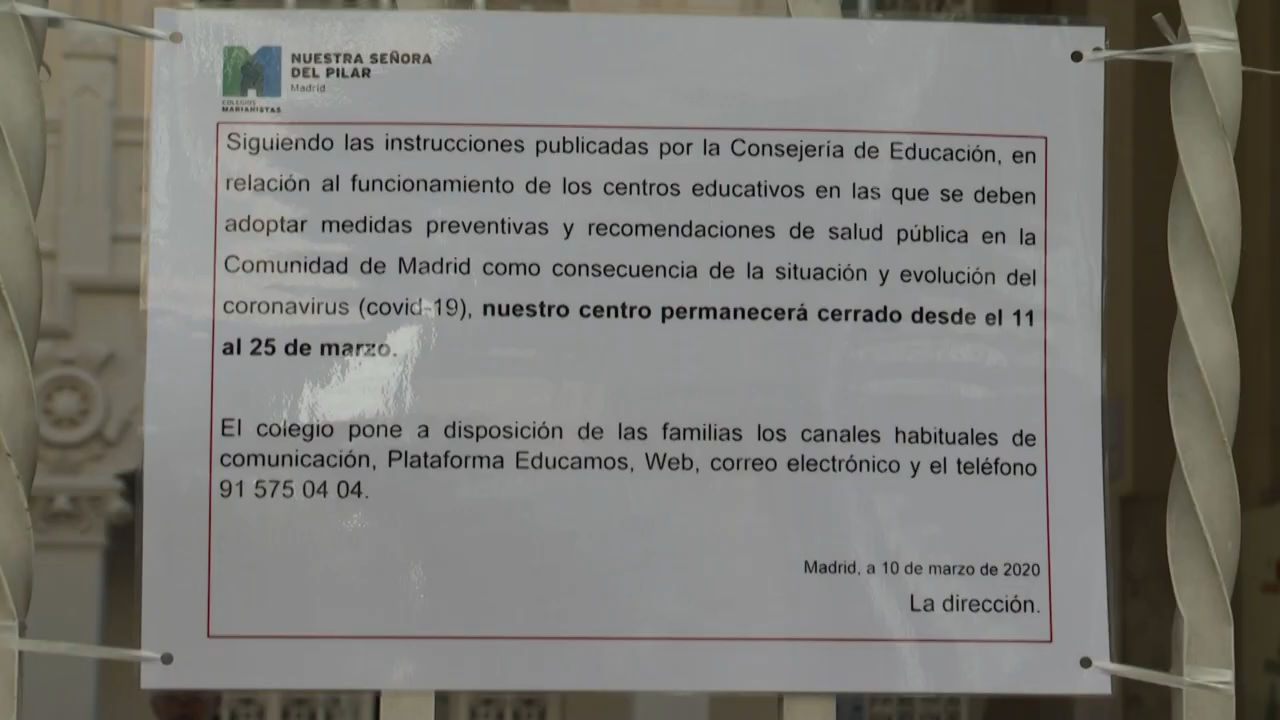 NUESTRA SEÑORA
DEL PILAR
Madrid
COLEGIOS
MARIANISTAS
Siguiendo las instrucciones publicadas por la Consejería de Educación, en
relación al funcionamiento de los centros educativos en las que se deben
adoptar medidas preventivas y recomendaciones de salud pública en la
Comunidad de Madrid como consecuencia de la situación y evolución del
coronavirus (covid-19), nuestro centro permanecerá cerrado desde el 11
al 25 de marzo.
El colegio pone a disposición de las familias los canales habituales de
comunicación, Plataforma Educamos, Web, correo electrónico y el teléfono
91 575 04 04.
Madrid, a 10 de marzo de 2020
La dirección.